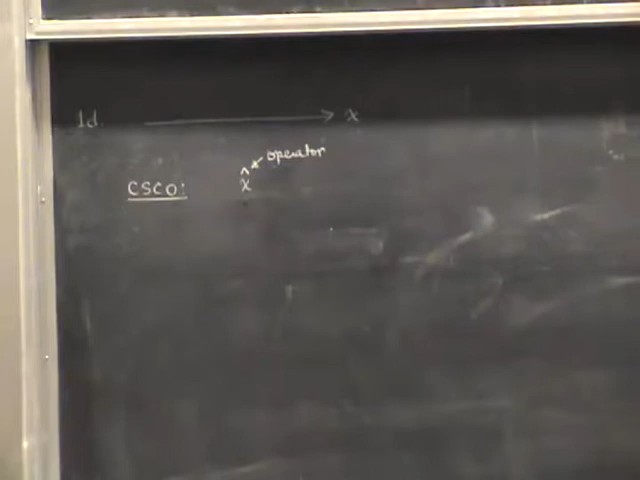 1d. → x
operator
CSCO: x̂